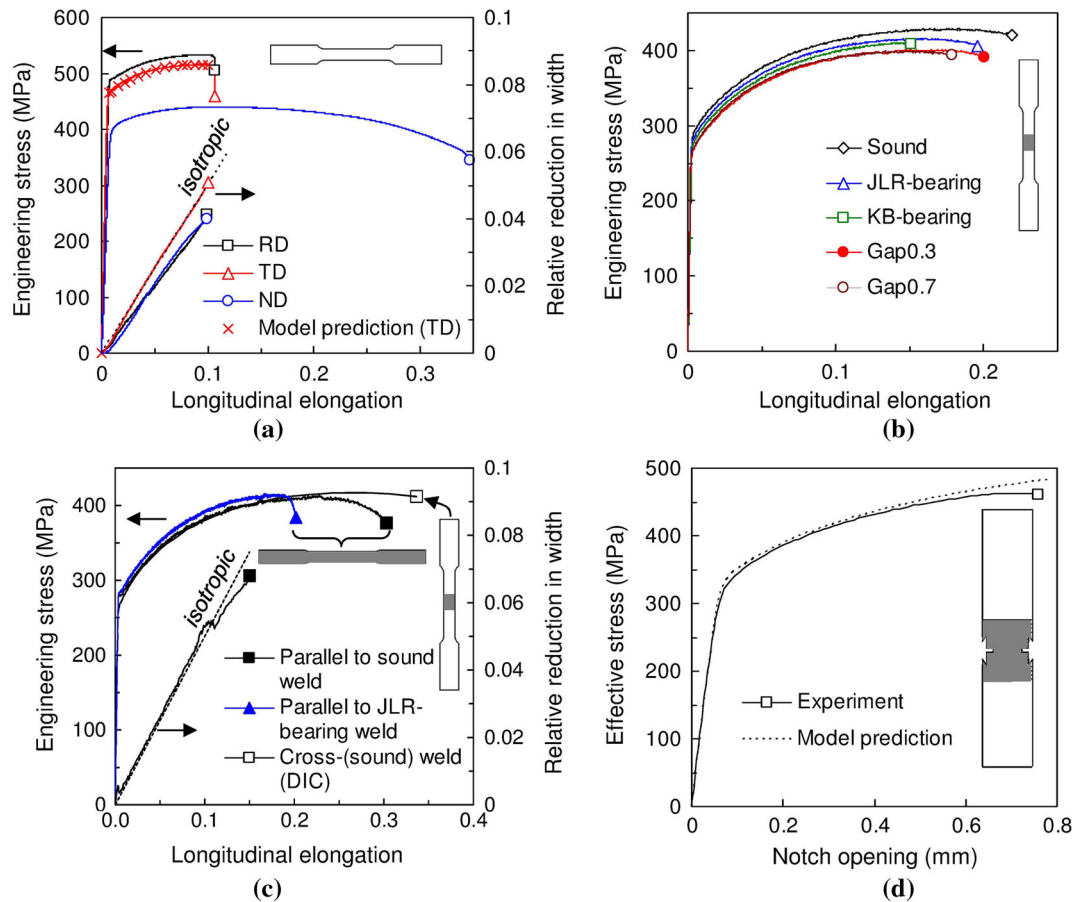 600
500
400
300
200
100
0
Engineering stress (MPa)
0.1
0.08
0.06
0.04
0.02
0
Relative reduction in width
isotropic
RD
TD
ND
Model prediction (TD)
0
0.1
0.2
0.3
Longitudinal elongation
(a)
400
300
200
100
0
Engineering stress (MPa)
Sound
JLR-bearing
KB-bearing
Gap0.3
Gap0.7
0
0.1
0.2
Longitudinal elongation
(b)
400
300
200
100
0
Engineering stress (MPa)
0.1
0.08
0.06
0.04
0.02
0
Relative reduction in width
isotropic
Parallel to sound
weld
Parallel to JLR-
bearing weld
Cross-(sound) weld
(DIC)
0.0
0.1
0.2
0.3
0.4
Longitudinal elongation
(c)
500
400
300
200
100
0
Effective stress (MPa)
Experiment
Model prediction
0
0.2
0.4
0.6
0.8
Notch opening (mm)
(d)